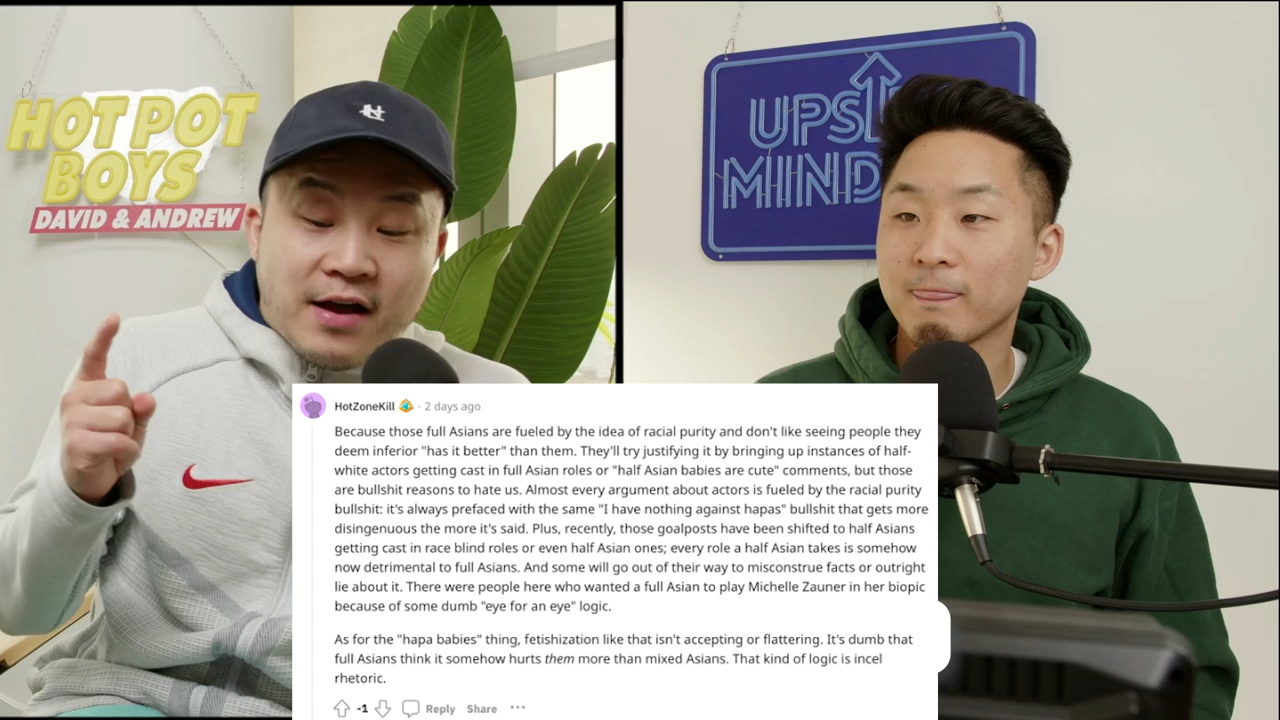 HOT POT
BOYS
DAVID & ANDREW
UPS
MIND
HotZoneKill · 2 days ago
Because those full Asians are fueled by the idea of racial purity and don't like seeing people they
deem inferior "has it better" than them. They'll try justifying it by bringing up instances of half-
white actors getting cast in full Asian roles or "half Asian babies are cute" comments, but those
are bullshit reasons to hate us. Almost every argument about actors is fueled by the racial purity
bullshit: it's always prefaced with the same "I have nothing against hapas" bullshit that gets more
disingenuous the more it's said. Plus, recently, those goalposts have been shifted to half Asians
getting cast in race blind roles or even half Asian ones; every role a half Asian takes is somehow
now detrimental to full Asians. And some will go out of their way to misconstrue facts or outright
lie about it. There were people here who wanted a full Asian to play Michelle Zauner in her biopic
because of some dumb "eye for an eye" logic.
As for the "hapa babies" thing, fetishization like that isn't accepting or flattering. It's dumb that
full Asians think it somehow hurts them more than mixed Asians. That kind of logic is incel
rhetoric.
-1 Reply Share ···